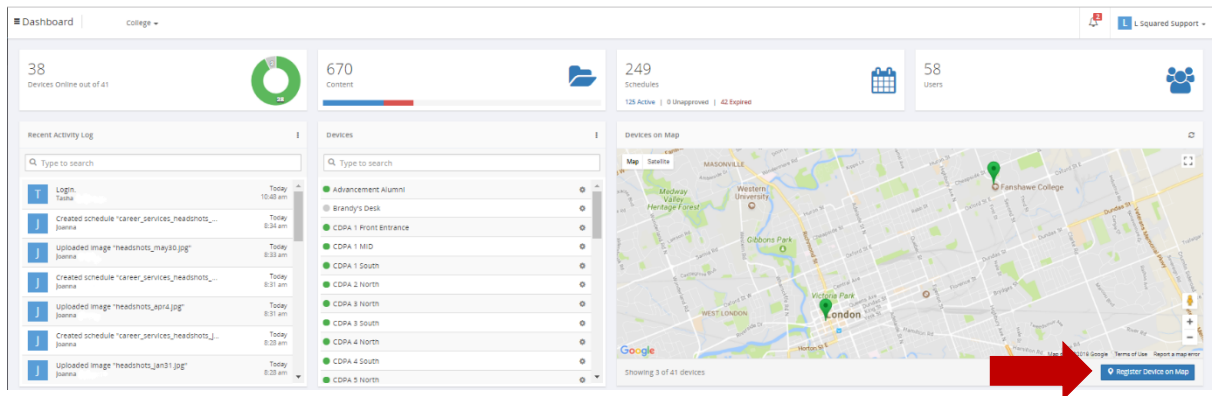 Dashboard College
2
L L Squared Support
38
Devices Online out of 41
38
670
Content
249
Schedules
125 Active | 0 Unapproved | 42 Expired
58
Users
Recent Activity Log
Type to search
T Login. Today
Tasha 10:48 am
J Created schedule "career_services_headshots_... Today
Joanna 8:34 am
J Uploaded image "headshots_may30.jpg" Today
Joanna 8:33 am
J Created schedule "career_services_headshots_... Today
Joanna 8:31 am
J Uploaded image "headshots_apr4.jpg" Today
Joanna 8:31 am
J Created schedule "career_services_headshots_j... Today
Joanna 8:28 am
J Uploaded image "headshots_jan31.jpg" Today
Joanna 8:28 am
Devices
Type to search
Advancement Alumni
Brandy's Desk
CDPA 1 Front Entrance
CDPA 1 MID
CDPA 1 South
CDPA 2 North
CDPA 3 North
CDPA 3 South
CDPA 4 North
CDPA 4 South
CDPA 5 North
Devices on Map
Map Satellite
MASONVILLE
Medway
Valley
Heritage Forest
Western
University
Fanshawe College
Gibbons Park
Victoria Park
WEST LONDON
London
Dundas St
Horton St
Google
2018 Google Terms of Use Report a map error
Showing 3 of 41 devices
Register Device on Map